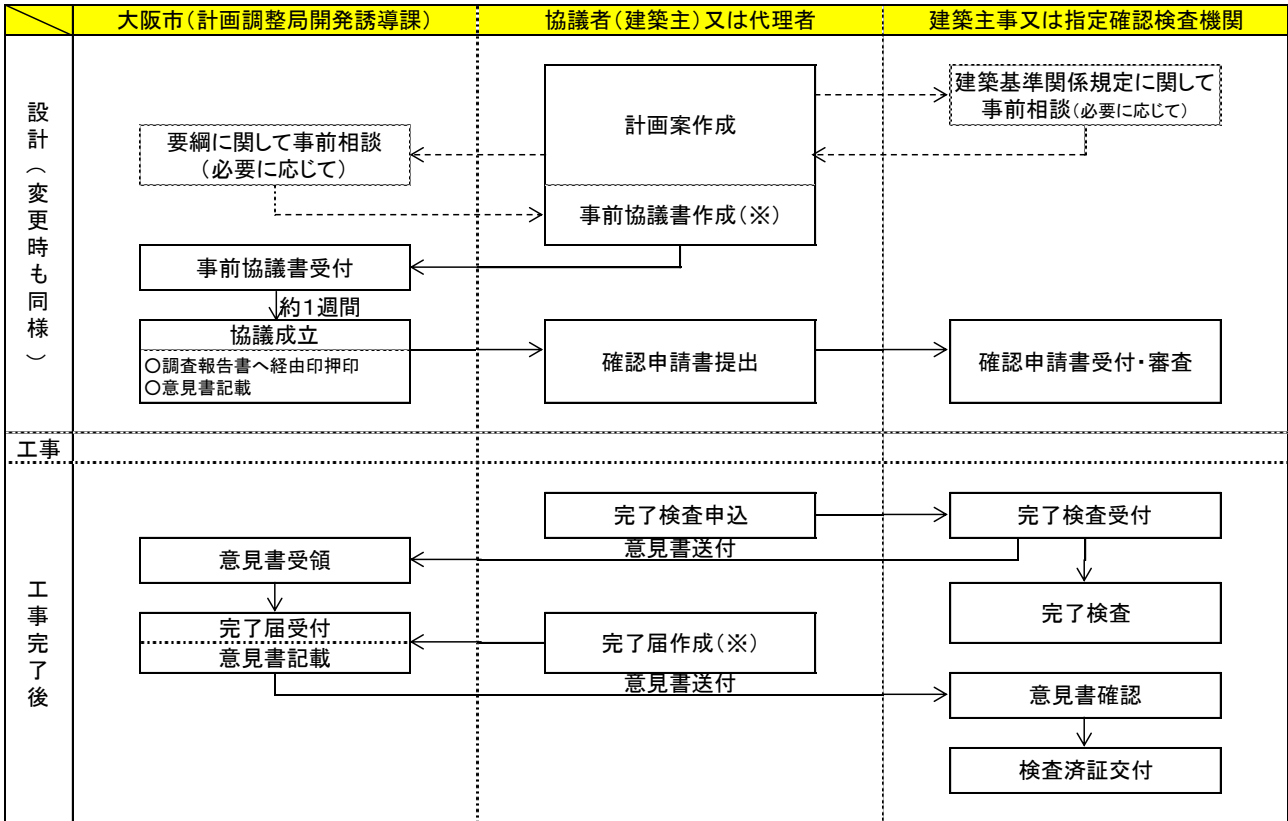 大阪市(計画調整局開発誘導課)
協議者(建築主)又は代理者
建築主事又は指定確認検査機関
設計(変更時も同様)
計画案作成
建築基準関係規定に関して
事前相談(必要に応じて)
要綱に関して事前相談
(必要に応じて)
事前協議書作成(※)
事前協議書受付
約1週間
協議成立
○調査報告書へ経由印押印
○意見書記載
確認申請書提出
確認申請書受付・審査
工事
工事完了後
完了検査申込
完了検査受付
意見書送付
意見書受領
完了検査
完了届受付
意見書記載
完了届作成(※)
意見書送付
意見書確認
検査済証交付